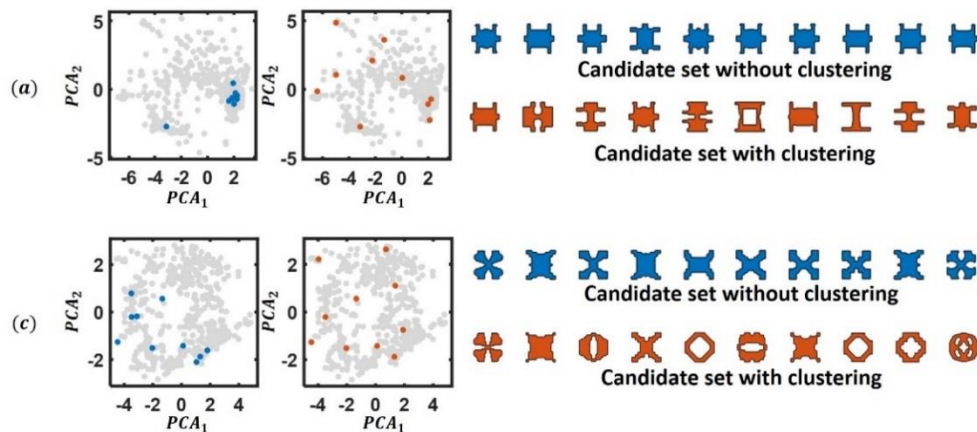 (a)
PCA₂
5
0
-5
-6 -4 -2 0 2
PCA₁
5
0
-5
-6 -4 -2 0 2
PCA₁
Candidate set without clustering
Candidate set with clustering
(c)
PCA₂
2
0
-2
-4 -2 0 2 4
PCA₁
PCA₂
2
0
-2
-4 -2 0 2 4
PCA₁
Candidate set without clustering
Candidate set with clustering